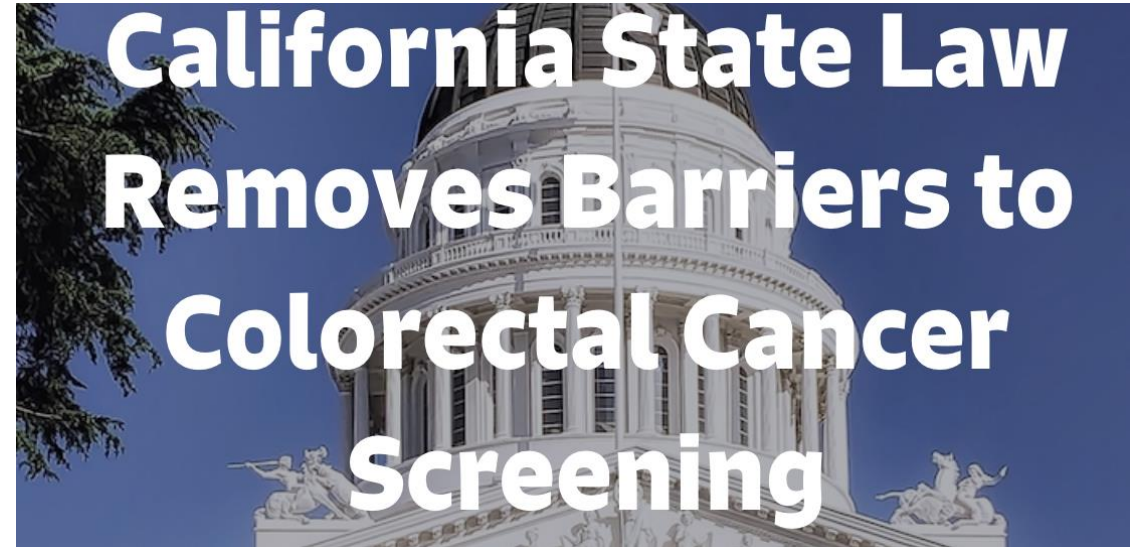 California State Law
Removes Barriers to
Colorectal Cancer
Screening